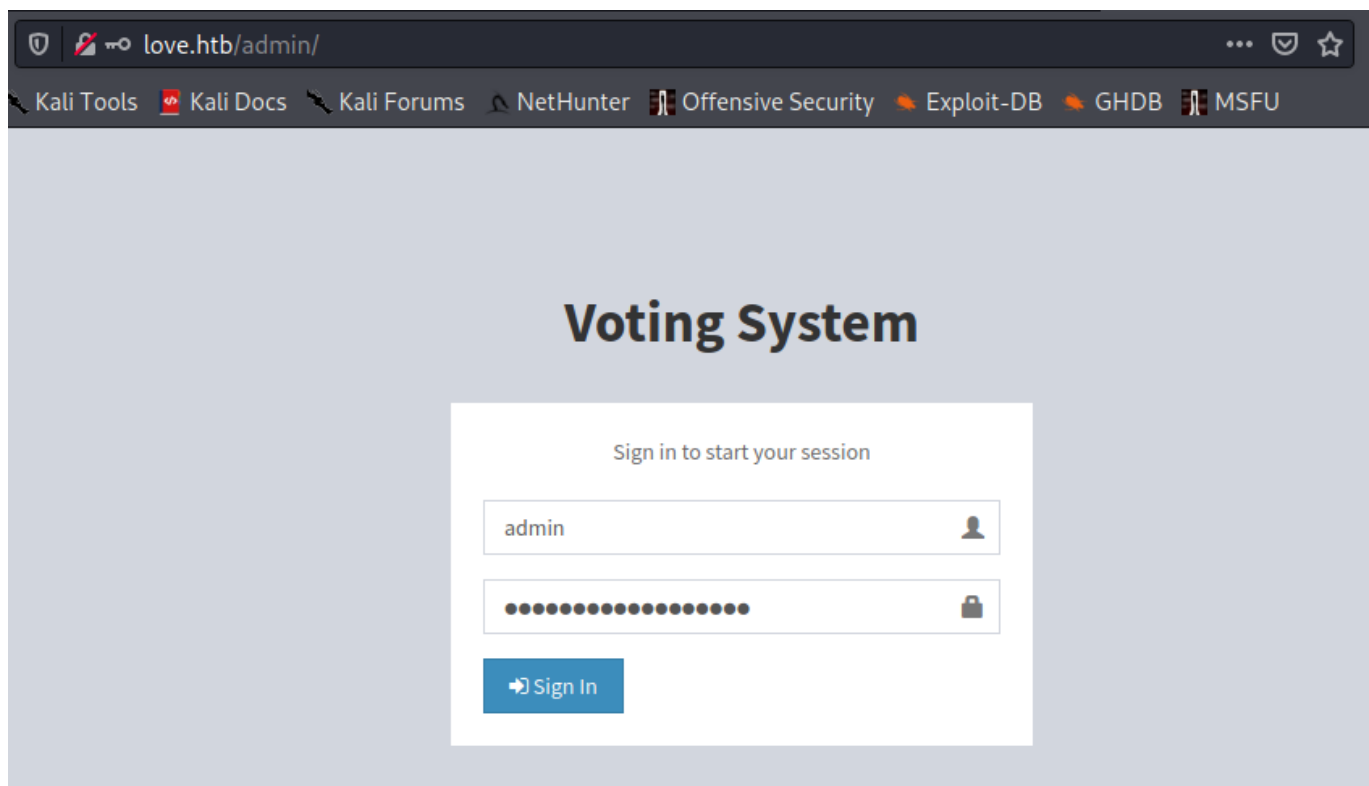 love.htb/admin/
Kali Tools Kali Docs Kali Forums NetHunter Offensive Security Exploit-DB GHDB MSFU
Voting System
Sign in to start your session
admin
••••••••••••••••••
Sign In